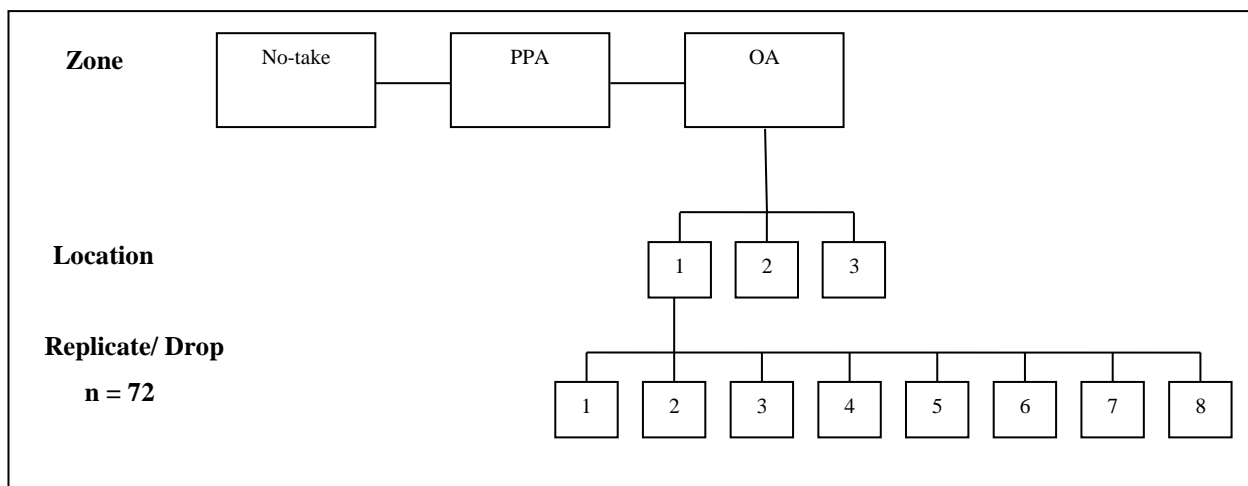 Zone
No-take
PPA
OA
Location
1
2
3
Replicate/ Drop
n = 72
1
2
3
4
5
6
7
8